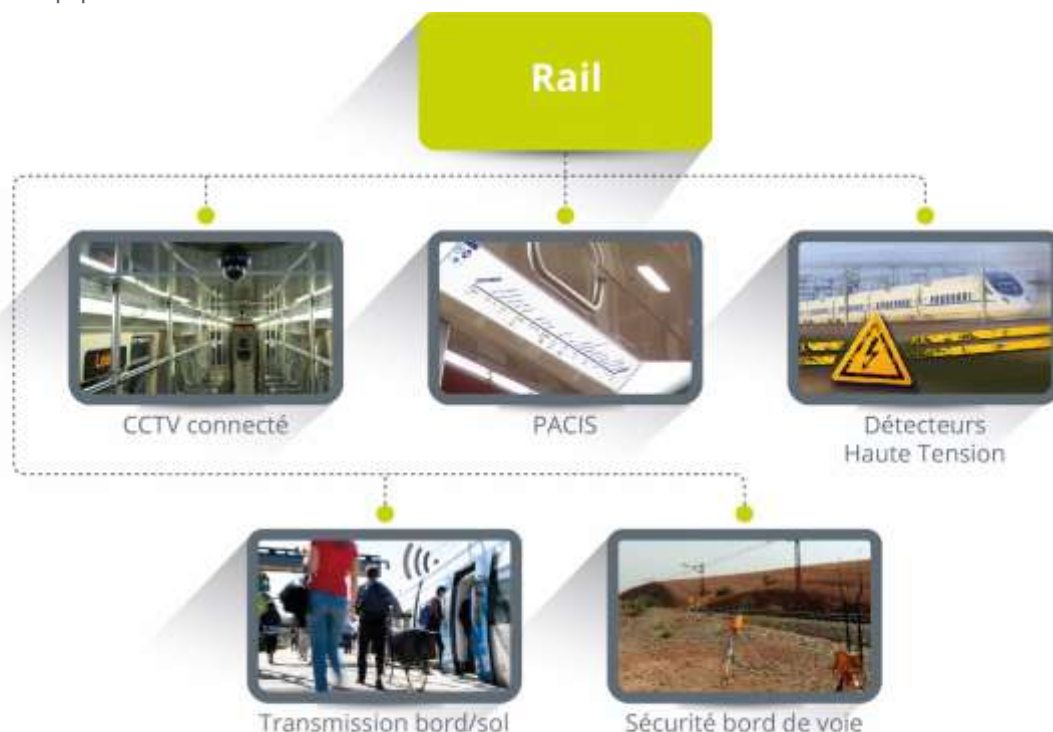 Rail
CCTV connecté
PACIS
Détecteurs
Haute Tension
Transmission bord/sol
Sécurité bord de voie